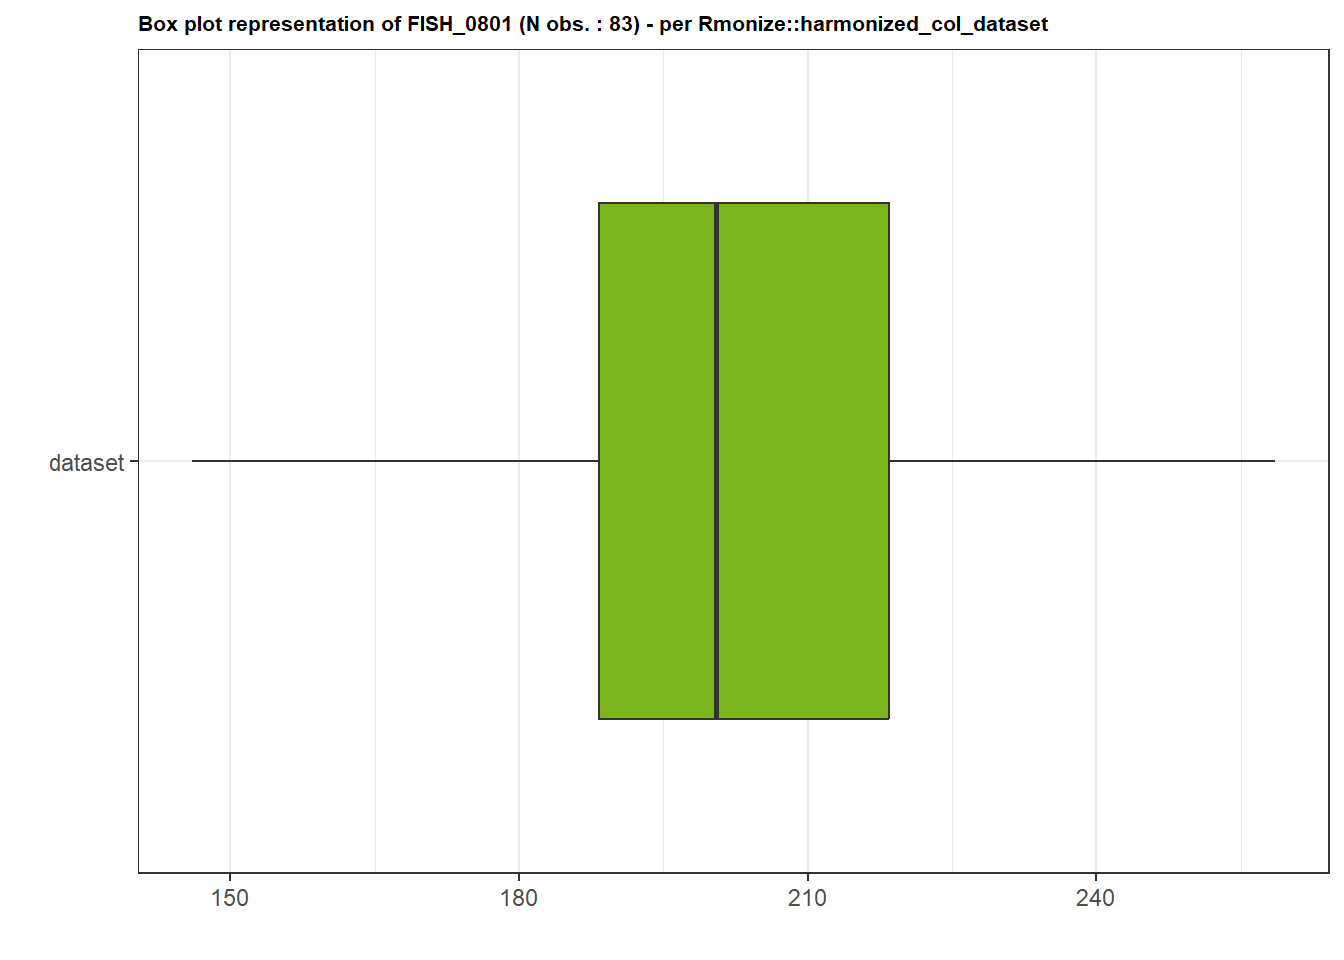 Box plot representation of FISH_0801 (N obs. : 83) - per Rmonize::harmonized_col_dataset
dataset
150 180 210 240